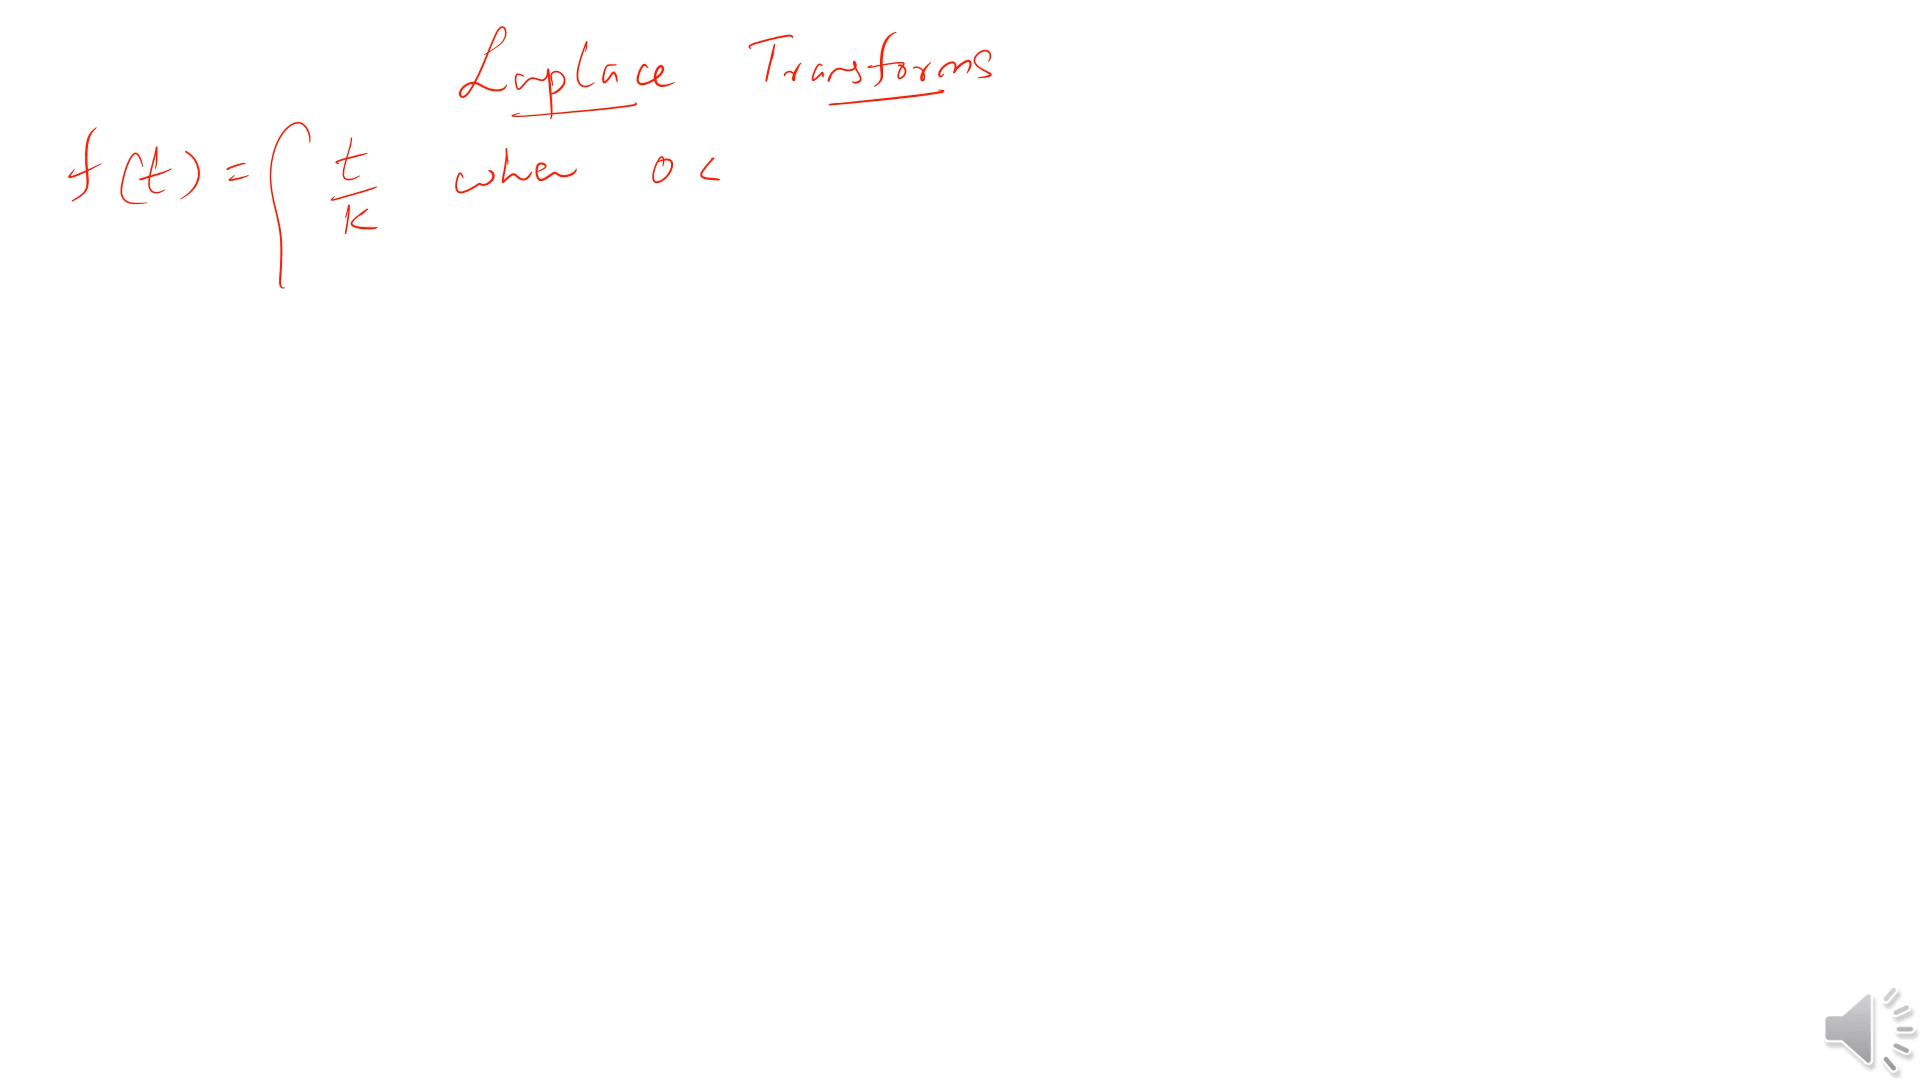 Laplace Transforms
f(t) = { t/k when 0 <